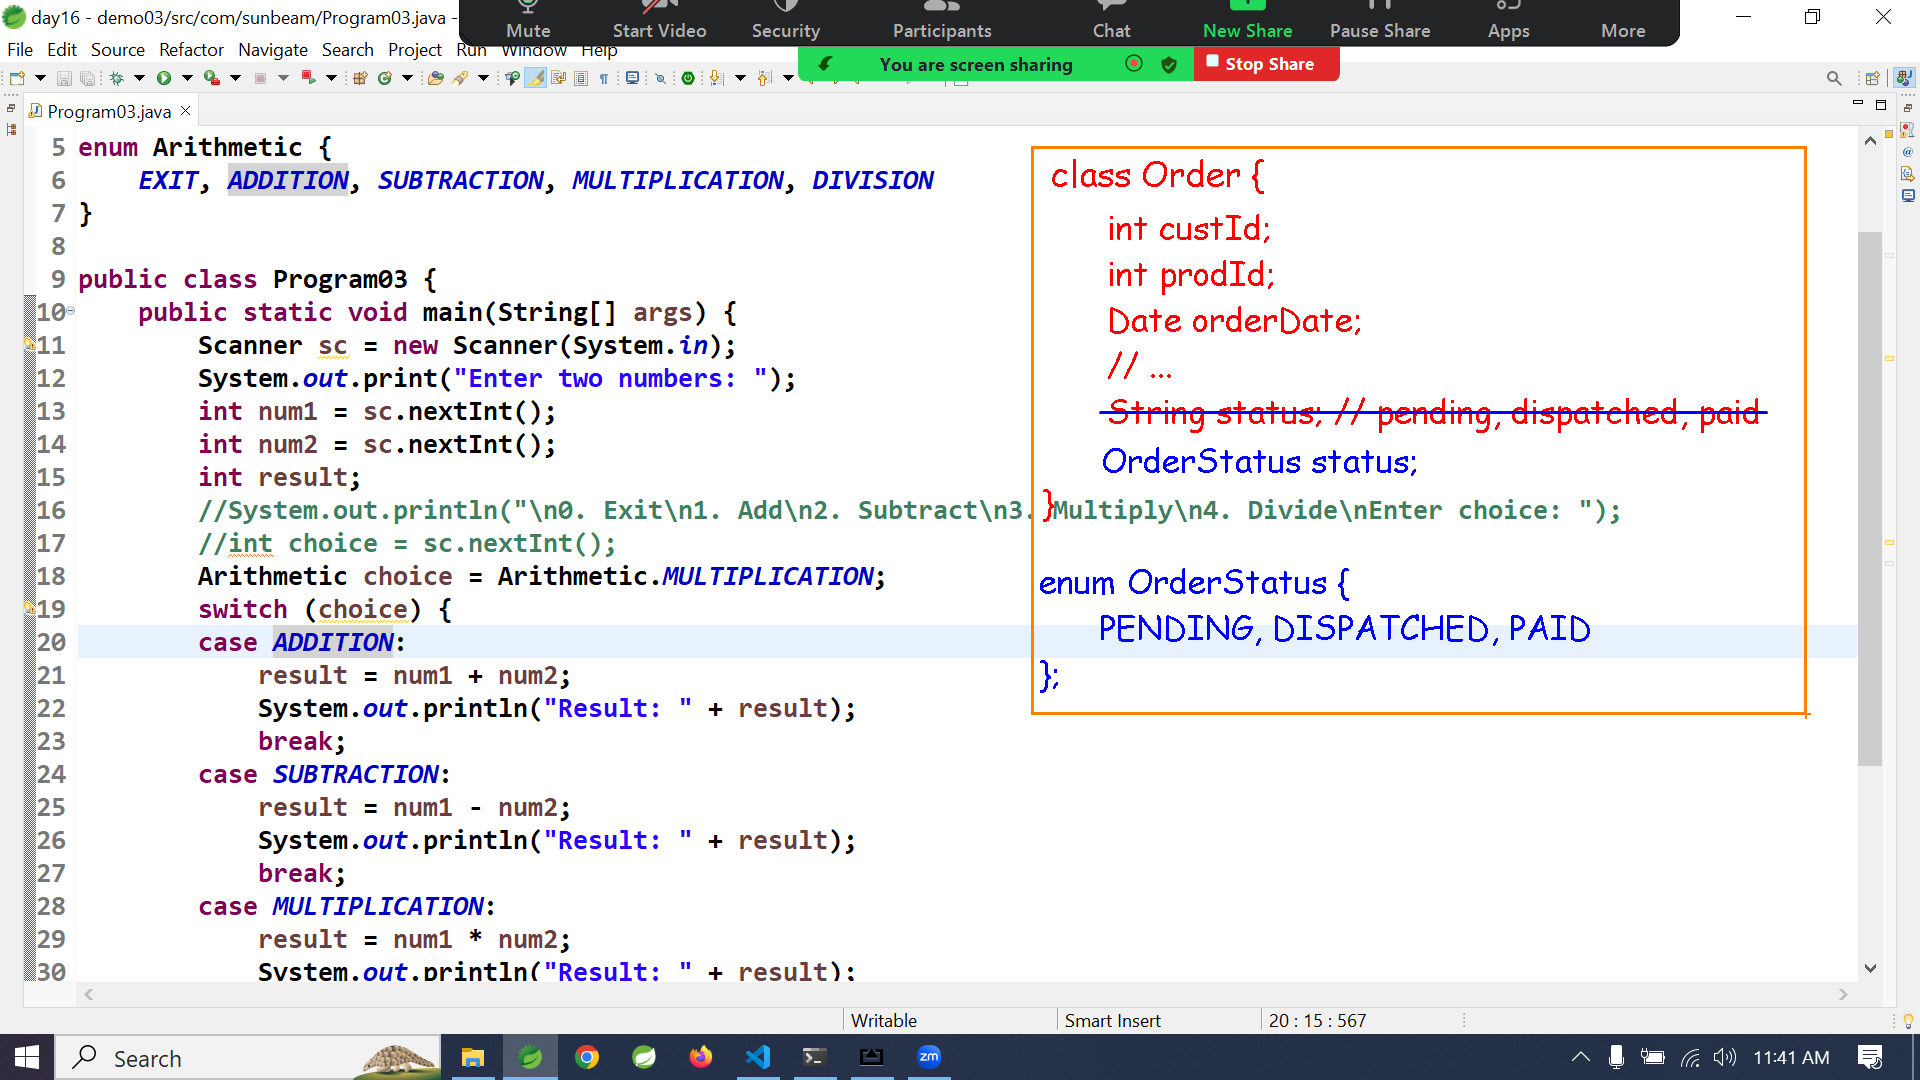 day16 - demo03/src/com/sunbeam/Program03.java -
Mute Start Video Security Participants Chat New Share Pause Share Apps More
File Edit Source Refactor Navigate Search Project Run Window Help
You are screen sharing Stop Share
Program03.java
5 enum Arithmetic {
6 EXIT, ADDITION, SUBTRACTION, MULTIPLICATION, DIVISION
7 }
8
9 public class Program03 {
10 public static void main(String[] args) {
11 Scanner sc = new Scanner(System.in);
12 System.out.print("Enter two numbers: ");
13 int num1 = sc.nextInt();
14 int num2 = sc.nextInt();
15 int result;
16 //System.out.println("\n0. Exit\n1. Add\n2. Subtract\n3. Multiply\n4. Divide\nEnter choice: ");
17 //int choice = sc.nextInt();
18 Arithmetic choice = Arithmetic.MULTIPLICATION;
19 switch (choice) {
20 case ADDITION:
21 result = num1 + num2;
22 System.out.println("Result: " + result);
23 break;
24 case SUBTRACTION:
25 result = num1 - num2;
26 System.out.println("Result: " + result);
27 break;
28 case MULTIPLICATION:
29 result = num1 * num2;
30 System.out.println("Result: " + result);
class Order {
int custId;
int prodId;
Date orderDate;
// ...
String status; // pending, dispatched, paid
OrderStatus status;
}
enum OrderStatus {
PENDING, DISPATCHED, PAID
};
Writable Smart Insert 20 : 15 : 567
Search
zm
11:41 AM